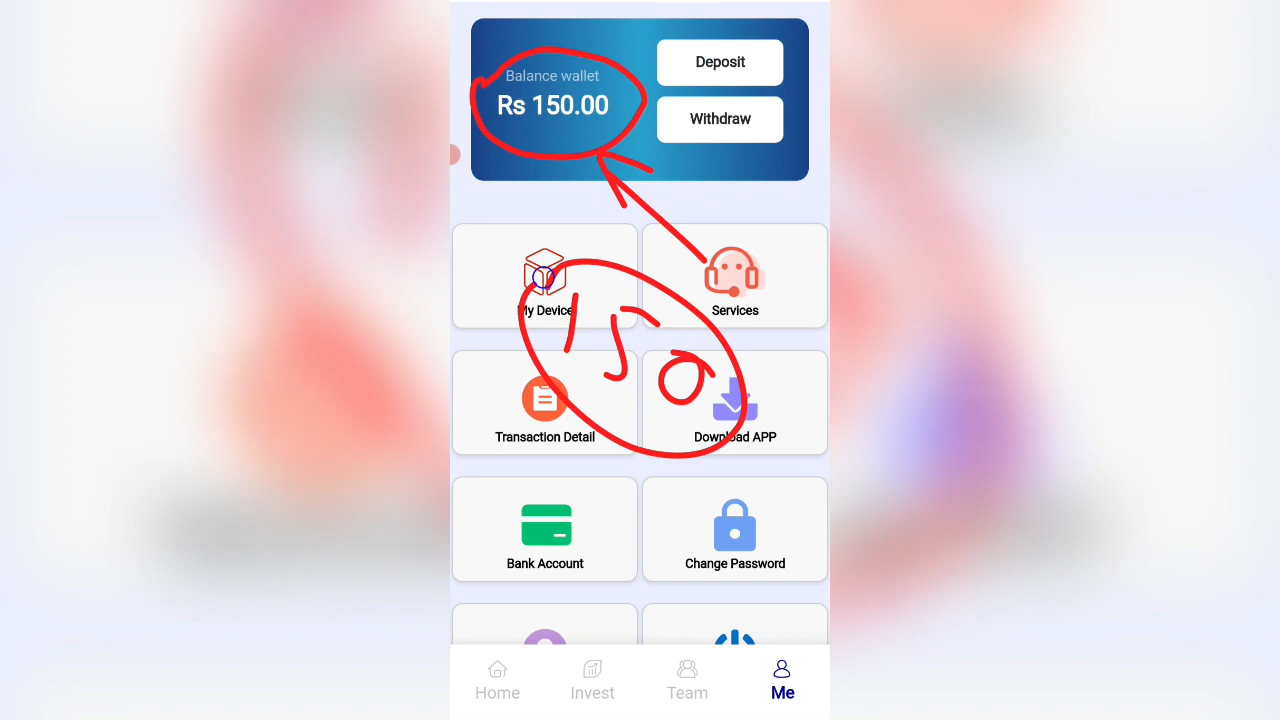 Balance wallet
Rs 150.00
Deposit
Withdraw
My Device
Services
150
Transaction Detail
Download APP
Bank Account
Change Password
Home
Invest
Team
Me